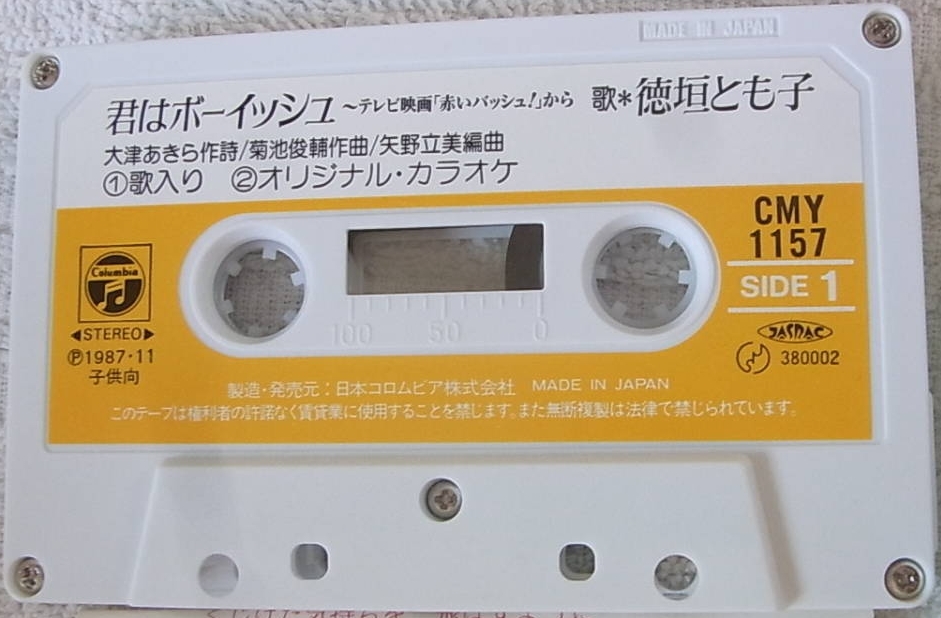 MADE IN JAPAN
君はボーイッシュ 〜テレビ映画「赤いバッシュ!」から 歌*徳垣とも子
大津あきら作詩/菊池俊輔作曲/矢野立美編曲
①歌入り ②オリジナル・カラオケ
CMY
1157
SIDE 1
Columbia
◀STEREO▶
Ⓟ1987・11
子供向
100 50 0
JASRAC
380002
製造・発売元：日本コロムビア株式会社 MADE IN JAPAN
このテープは権利者の許諾なく賃貸業に使用することを禁じます。また無断複製は法律で禁じられています。